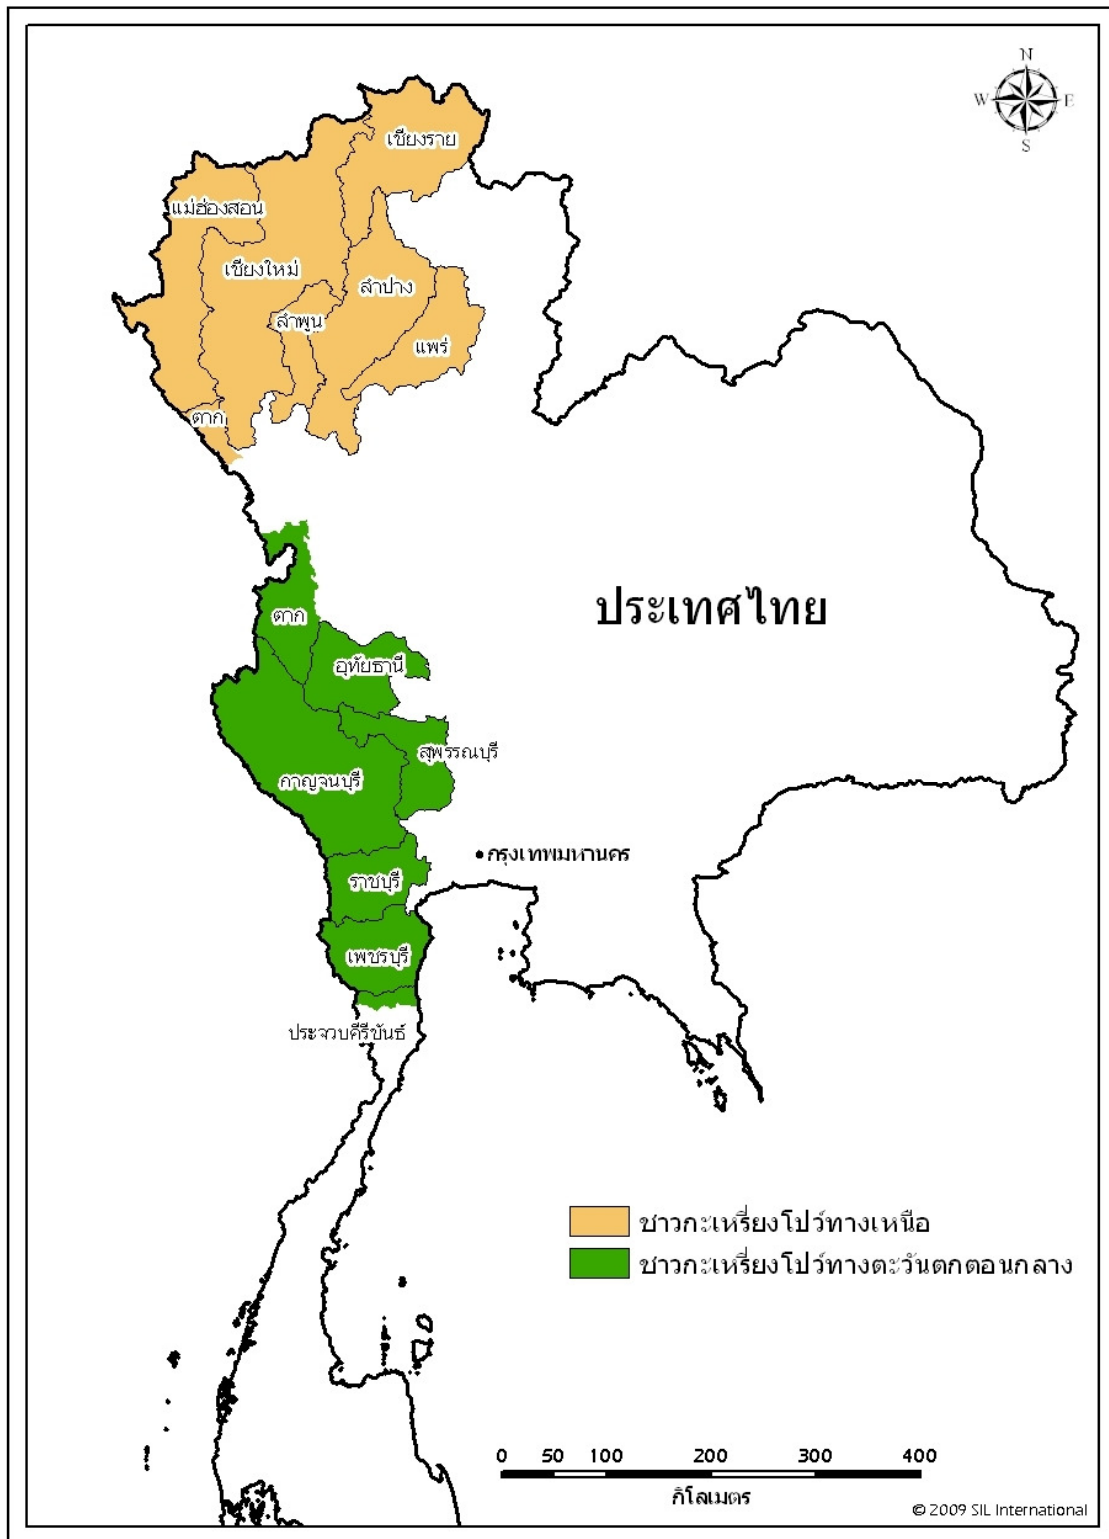 N
W E
S
เชียงราย
แม่ฮ่องสอน
เชียงใหม่
ลำปาง
ลำพูน
แพร่
ตาก
ประเทศไทย
ตาก
อุทัยธานี
สุพรรณบุรี
กาญจนบุรี
กรุงเทพมหานคร
ราชบุรี
เพชรบุรี
ประจวบคีรีขันธ์
ชาวกะเหรี่ยงโปว์ทางเหนือ
ชาวกะเหรี่ยงโปว์ทางตะวันตกตอนกลาง
0 50 100 200 300 400
กิโลเมตร
© 2009 SIL International